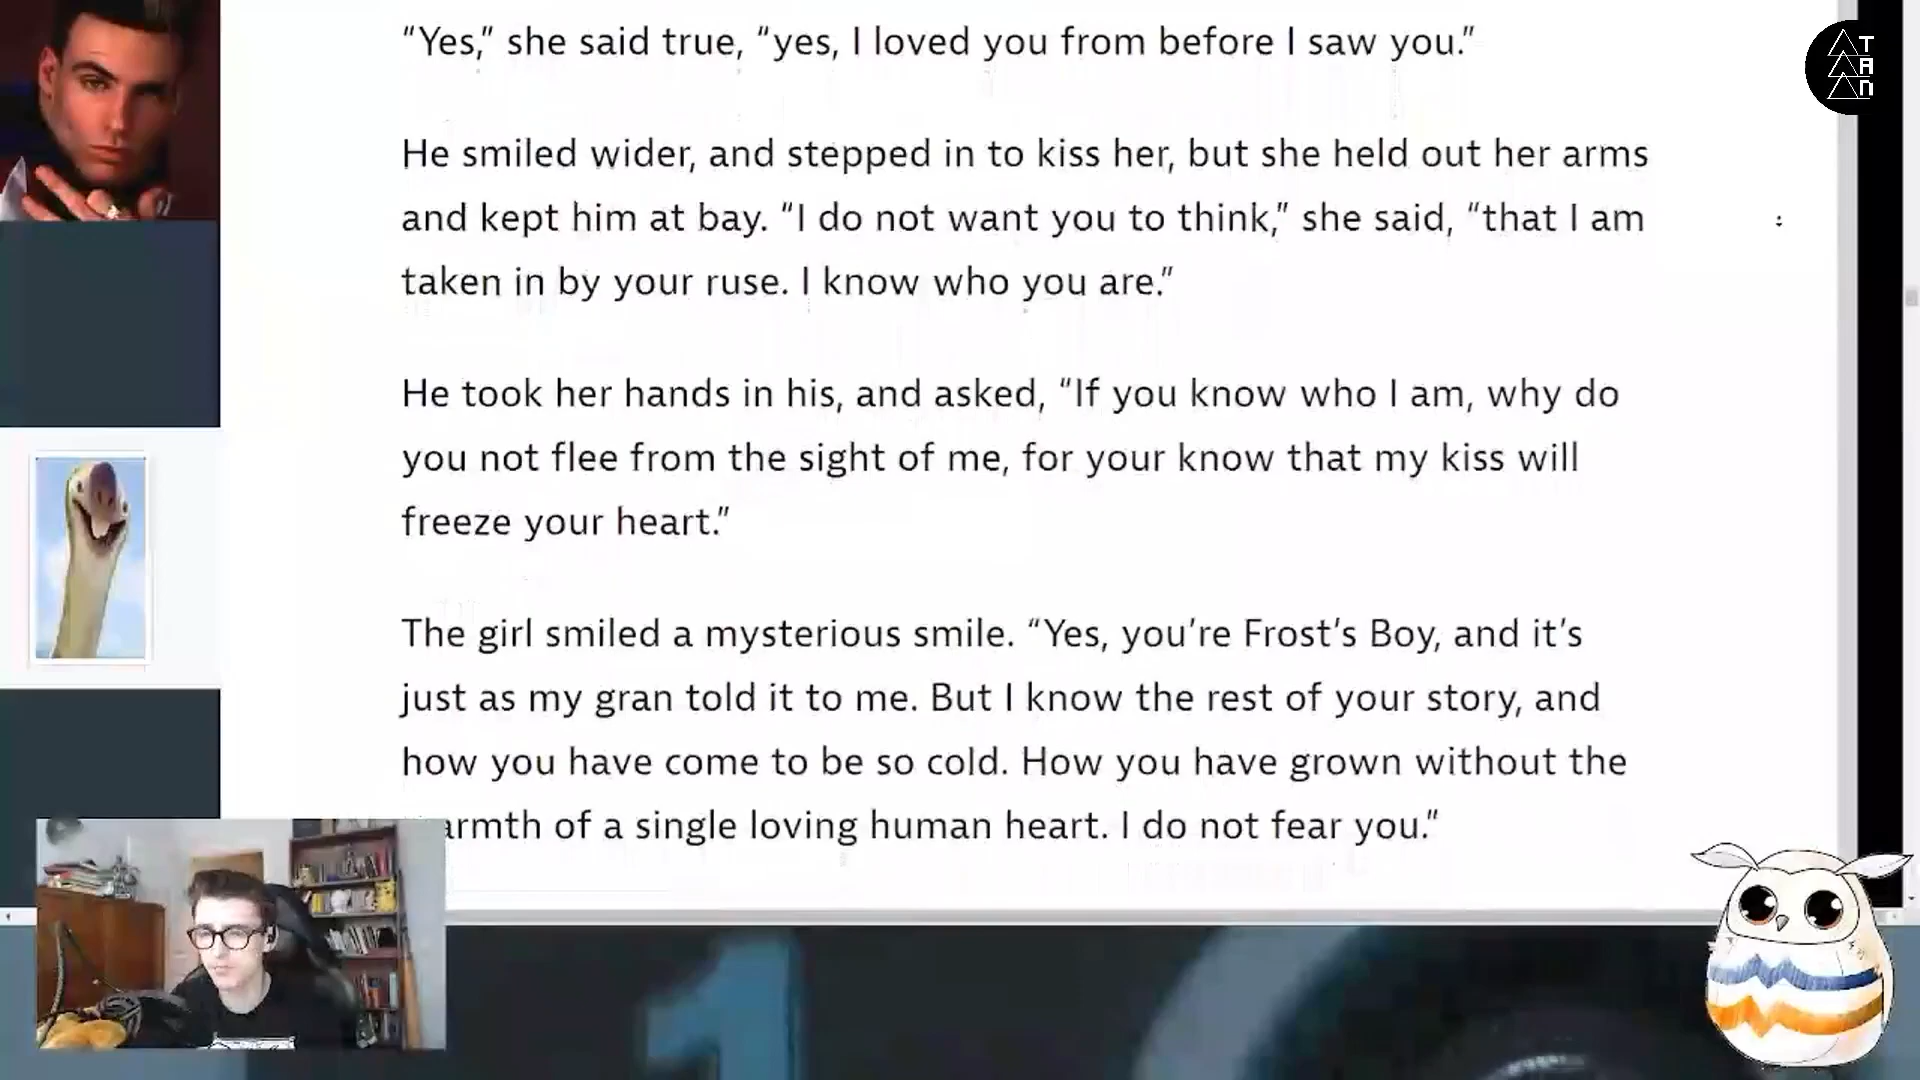 “Yes,” she said true, “yes, I loved you from before I saw you.”
He smiled wider, and stepped in to kiss her, but she held out her arms
and kept him at bay. “I do not want you to think,” she said, “that I am
taken in by your ruse. I know who you are.”
He took her hands in his, and asked, “If you know who I am, why do
you not flee from the sight of me, for your know that my kiss will
freeze your heart.”
The girl smiled a mysterious smile. “Yes, you’re Frost’s Boy, and it’s
just as my gran told it to me. But I know the rest of your story, and
how you have come to be so cold. How you have grown without the
armth of a single loving human heart. I do not fear you.”
TAN
1